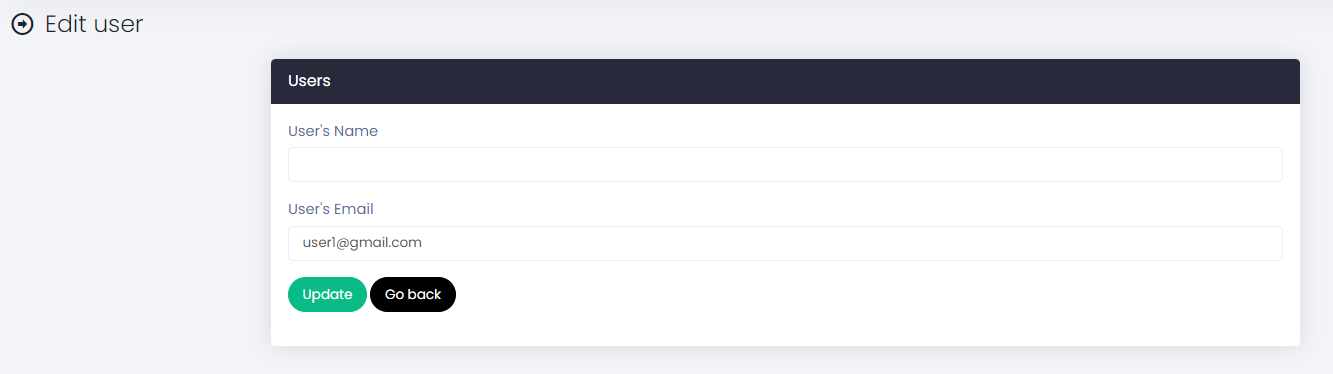 Edit user
Users
User's Name
User's Email
user1@gmail.com
Update Go back